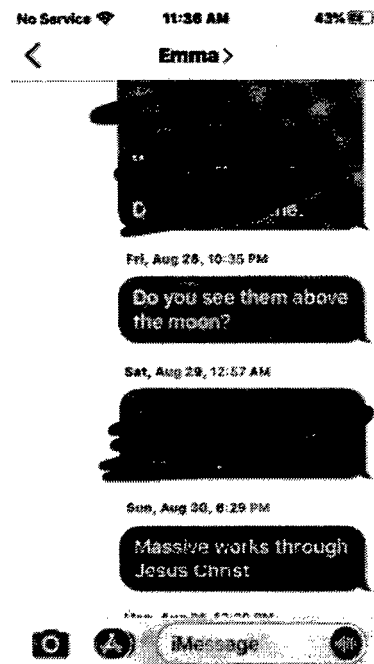 No Service 11:36 AM 43%
Emma >
Fri, Aug 28, 10:35 PM
Do you see them above
the moon?
Sat, Aug 29, 12:57 AM
Sun, Aug 30, 6:29 PM
Massive works through
Jesus Christ
iMessage